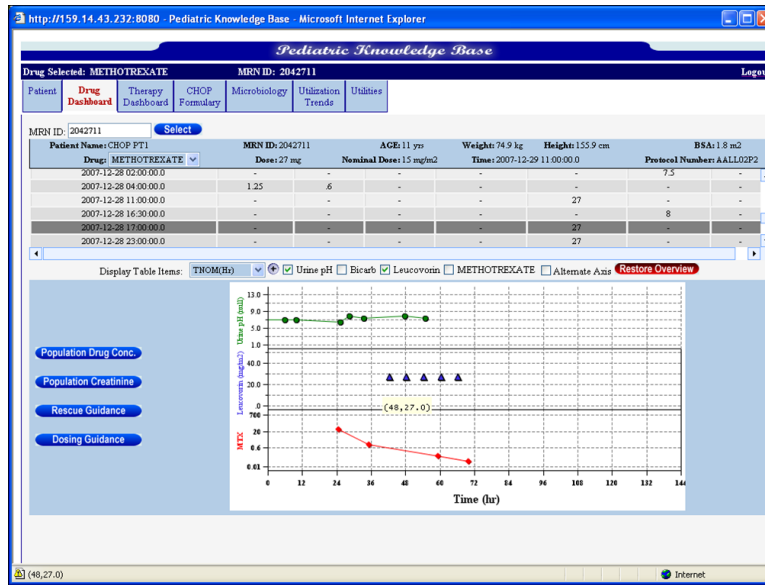 http://159.14.43.232:8080 - Pediatric Knowledge Base - Microsoft Internet Explorer
Pediatric Knowledge Base
Drug Selected: METHOTREXATE MRN ID: 2042711 Logou
Patient Drug Dashboard Therapy Dashboard CHOP Formulary Microbiology Utilization Trends Utilities
MRN ID: 2042711 Select
Patient Name: CHOP PT1 MRN ID: 2042711 AGE: 11 yrs Weight: 74.9 kg Height: 155.9 cm BSA: 1.8 m2
Drug: METHOTREXATE Dose: 27 mg Nominal Dose: 15 mg/m2 Time: 2007-12-29 11:00:00.0 Protocol Number: AALL02P2
2007-12-28 02:00:00.0 - - - - 7.5 -
2007-12-28 04:00:00.0 1.25 .6 - - - -
2007-12-28 11:00:00.0 - - - 27 - -
2007-12-28 16:30:00.0 - - - - 8 -
2007-12-28 17:00:00.0 - - - 27 - -
2007-12-28 23:00:00.0 - - - 27 - -
Display Table Items: TNOM(Hr) Urine pH Bicarb Leucovorin METHOTREXATE Alternate Axis Restore Overview
Population Drug Conc.
Population Creatinine
Rescue Guidance
Dosing Guidance
Urine pH (null)
13.0
9.0
5.0
1.0
Leucovorin (mg/m2)
40.0
20.0
.0
(48,27.0)
MTX
700
20
0.6
0.01
0 12 24 36 48 60 72 84 96 108 120 132 144
Time (hr)
(48,27.0) Internet